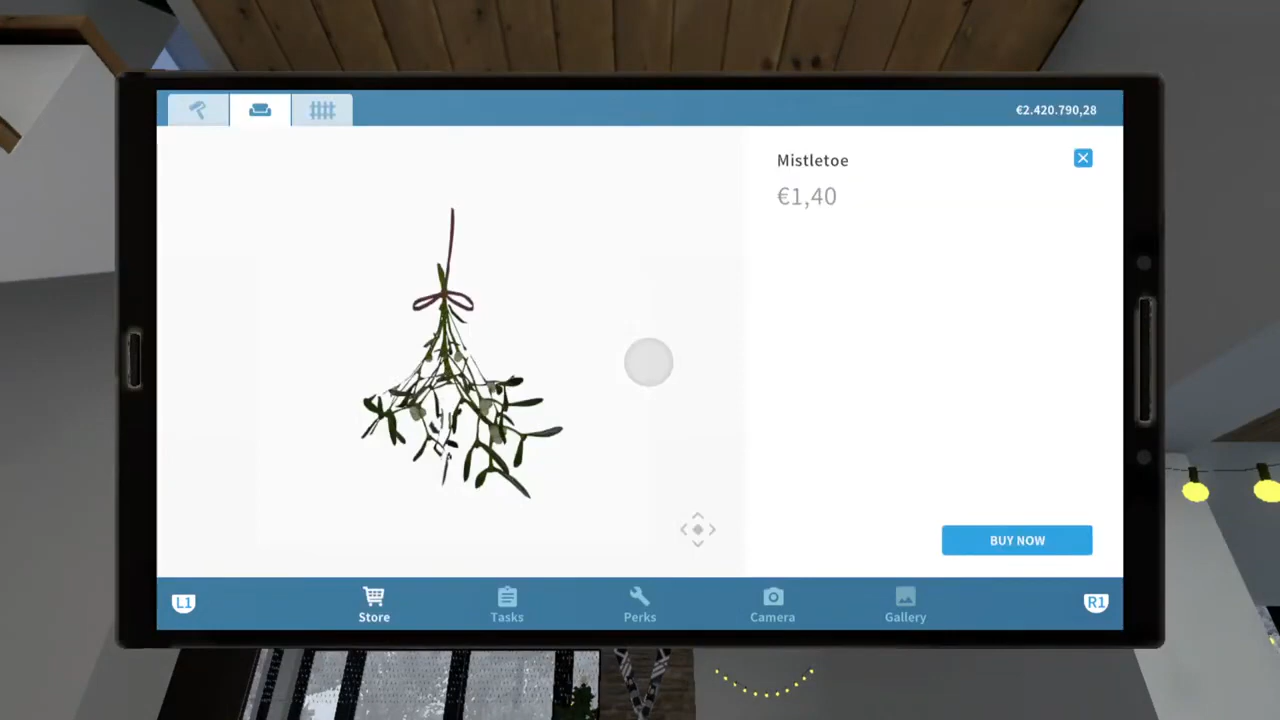 €2.420.790,28
Mistletoe
€1,40
BUY NOW
L1
Store
Tasks
Perks
Camera
Gallery
R1